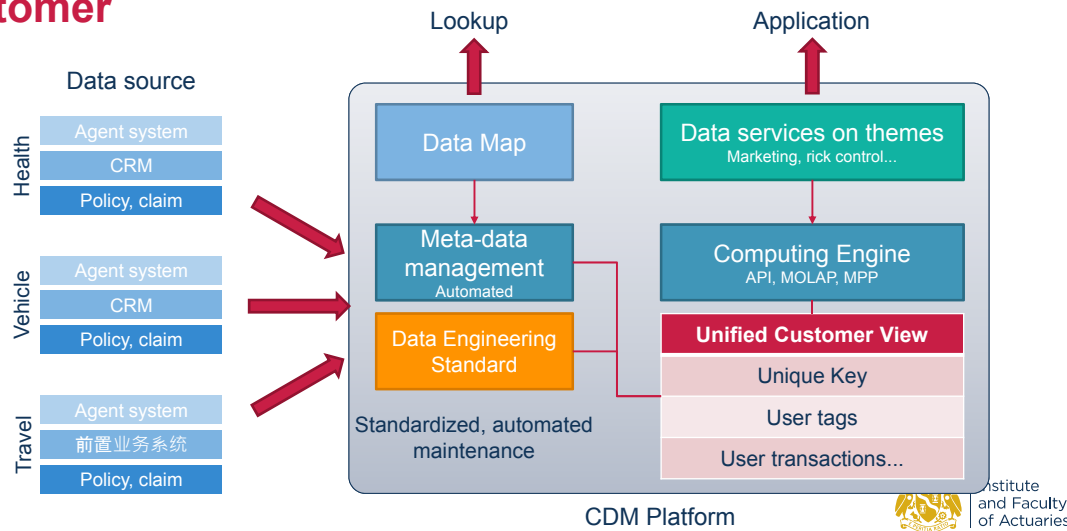 tomer
Lookup
Application
Data source
Health
Agent system
CRM
Policy, claim
Vehicle
Agent system
CRM
Policy, claim
Travel
Agent system
前置业务系统
Policy, claim
Data Map
Meta-data
management
Automated
Data Engineering
Standard
Standardized, automated
maintenance
Data services on themes
Marketing, rick control...
Computing Engine
API, MOLAP, MPP
Unified Customer View
Unique Key
User tags
User transactions...
CDM Platform
nstitute
and Faculty
of Actuaries